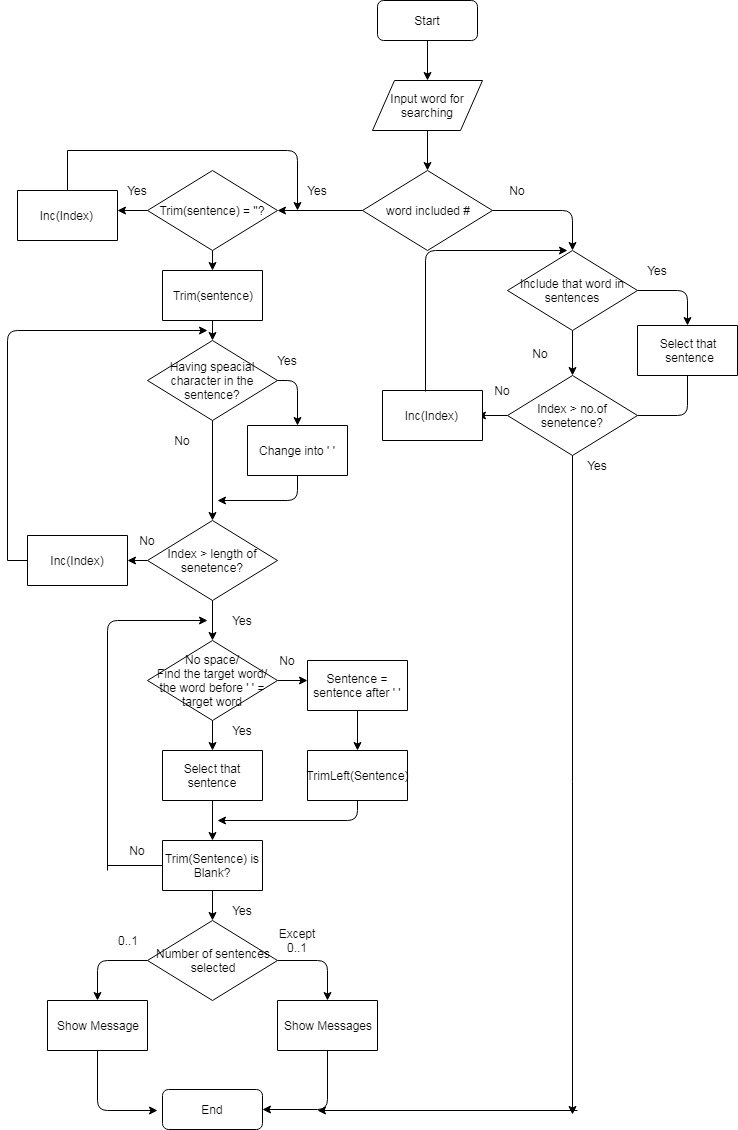 Start
Input word for
searching
word included #
Yes
No
Trim(sentence) = ''?
Yes
Inc(Index)
Trim(sentence)
Include that word in
sentences
Yes
Select that
sentence
No
Index > no.of
senetence?
No
Inc(Index)
Yes
Having speacial
character in the
sentence?
Yes
Change into ' '
No
Index > length of
senetence?
No
Inc(Index)
Yes
No space/
Find the target word/
the word before ' ' =
target word
No
Sentence =
sentence after ' '
TrimLeft(Sentence)
Yes
Select that
sentence
Trim(Sentence) is
Blank?
No
Yes
Number of sentences
selected
0..1
Except
0..1
Show Message
Show Messages
End